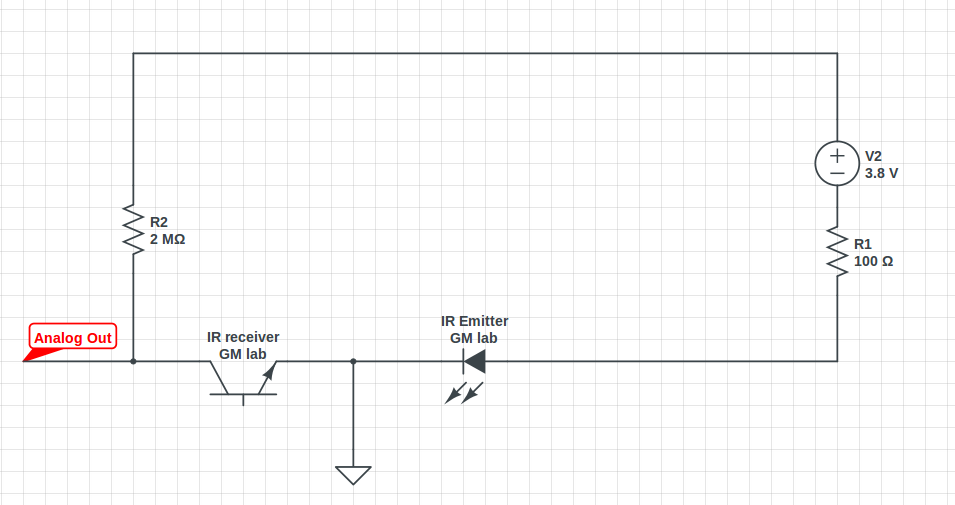 V2
3.8 V
R2
2 MΩ
R1
100 Ω
Analog Out
IR receiver
GM lab
IR Emitter
GM lab